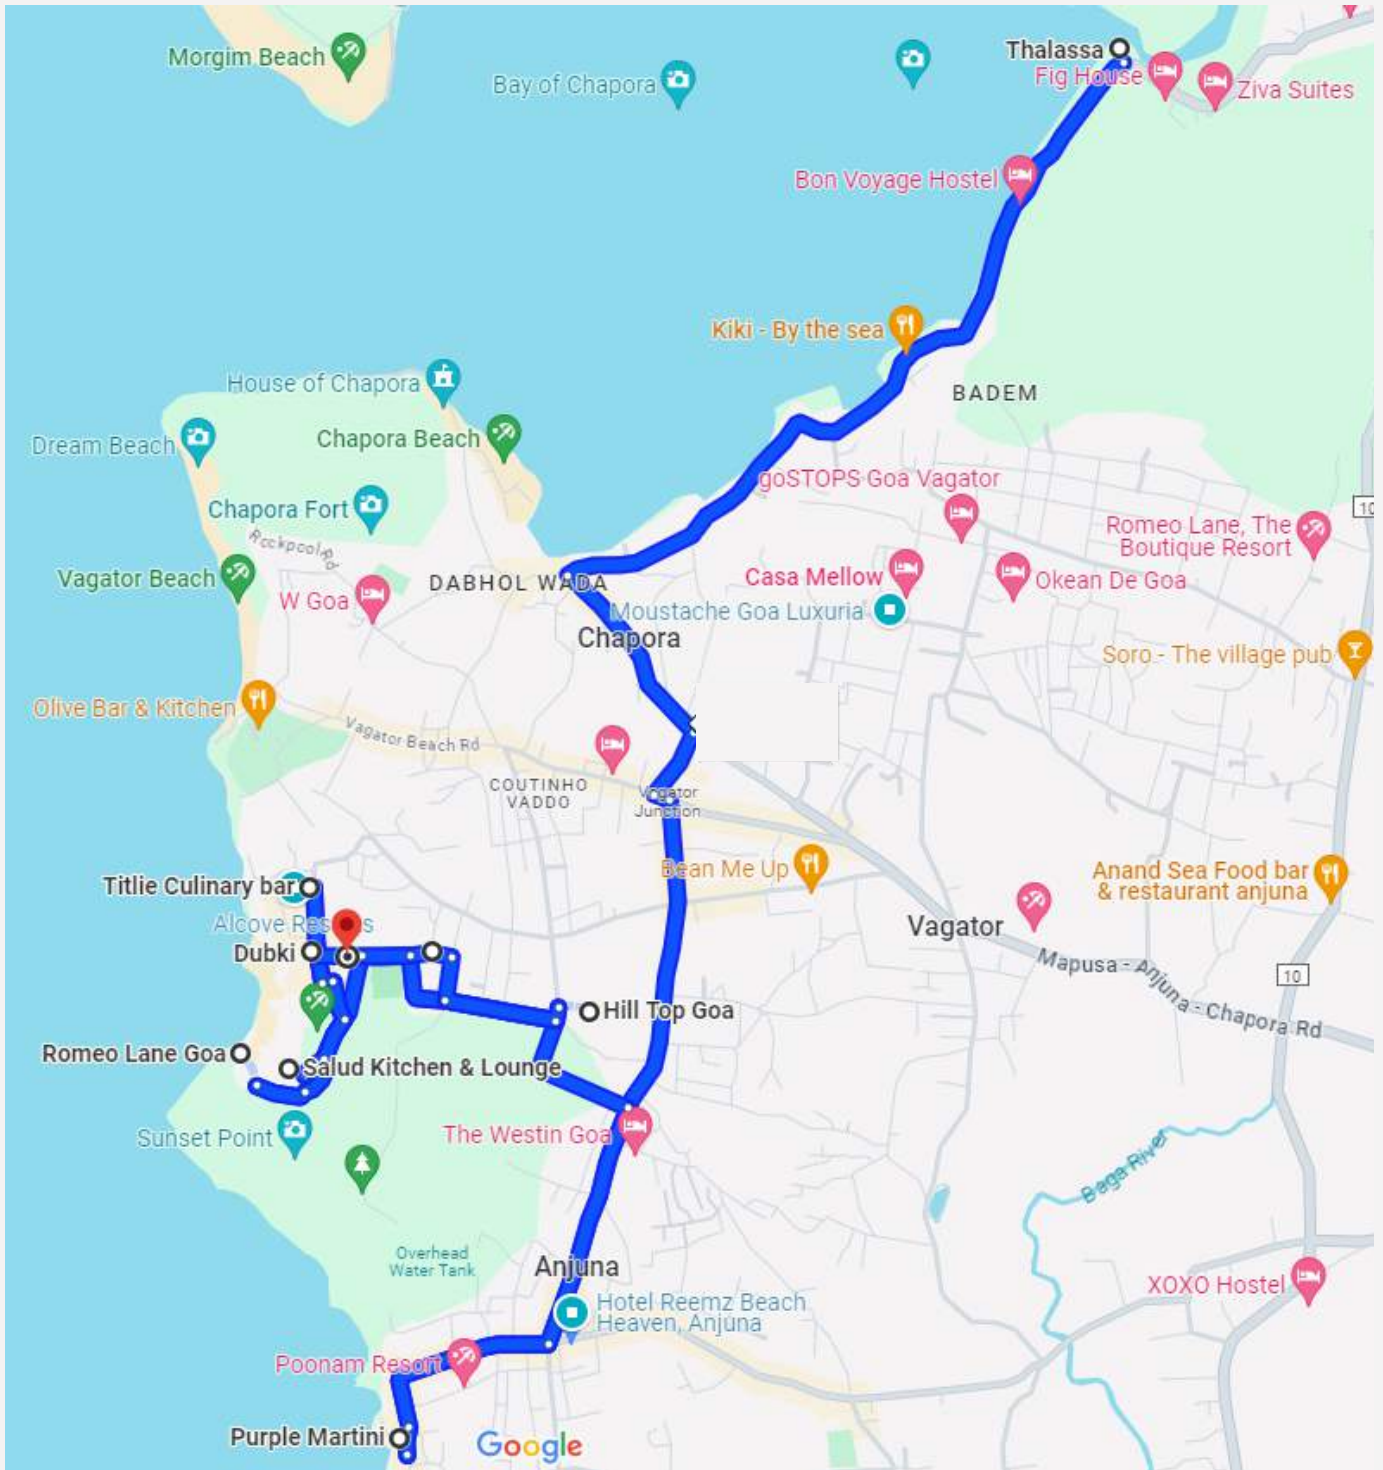 Morgim Beach
Bay of Chapora
Thalassa
Fig House
Ziva Suites
Bon Voyage Hostel
Kiki - By the sea
House of Chapora
BADEM
Dream Beach
Chapora Beach
goSTOPS Goa Vagator
Chapora Fort
10
Rockpool Rd
Romeo Lane, The
Boutique Resort
Vagator Beach
DABHOL WADA
Casa Mellow
Okean De Goa
W Goa
Moustache Goa Luxuria
Chapora
Soro - The village pub
Olive Bar & Kitchen
Vagator Beach Rd
COUTINHO
VADDO
Vagator
Junction
Bean Me Up
Anand Sea Food bar
& restaurant anjuna
Titlie Culinary bar
Alcove Res s
Vagator
Dubki
Mapusa - Anjuna - Chapora Rd
10
Hill Top Goa
Romeo Lane Goa
Salud Kitchen & Lounge
Sunset Point
The Westin Goa
Baga River
Overhead
Water Tank
Anjuna
XOXO Hostel
Hotel Reemz Beach
Heaven, Anjuna
Poonam Resort
Purple Martini
Google